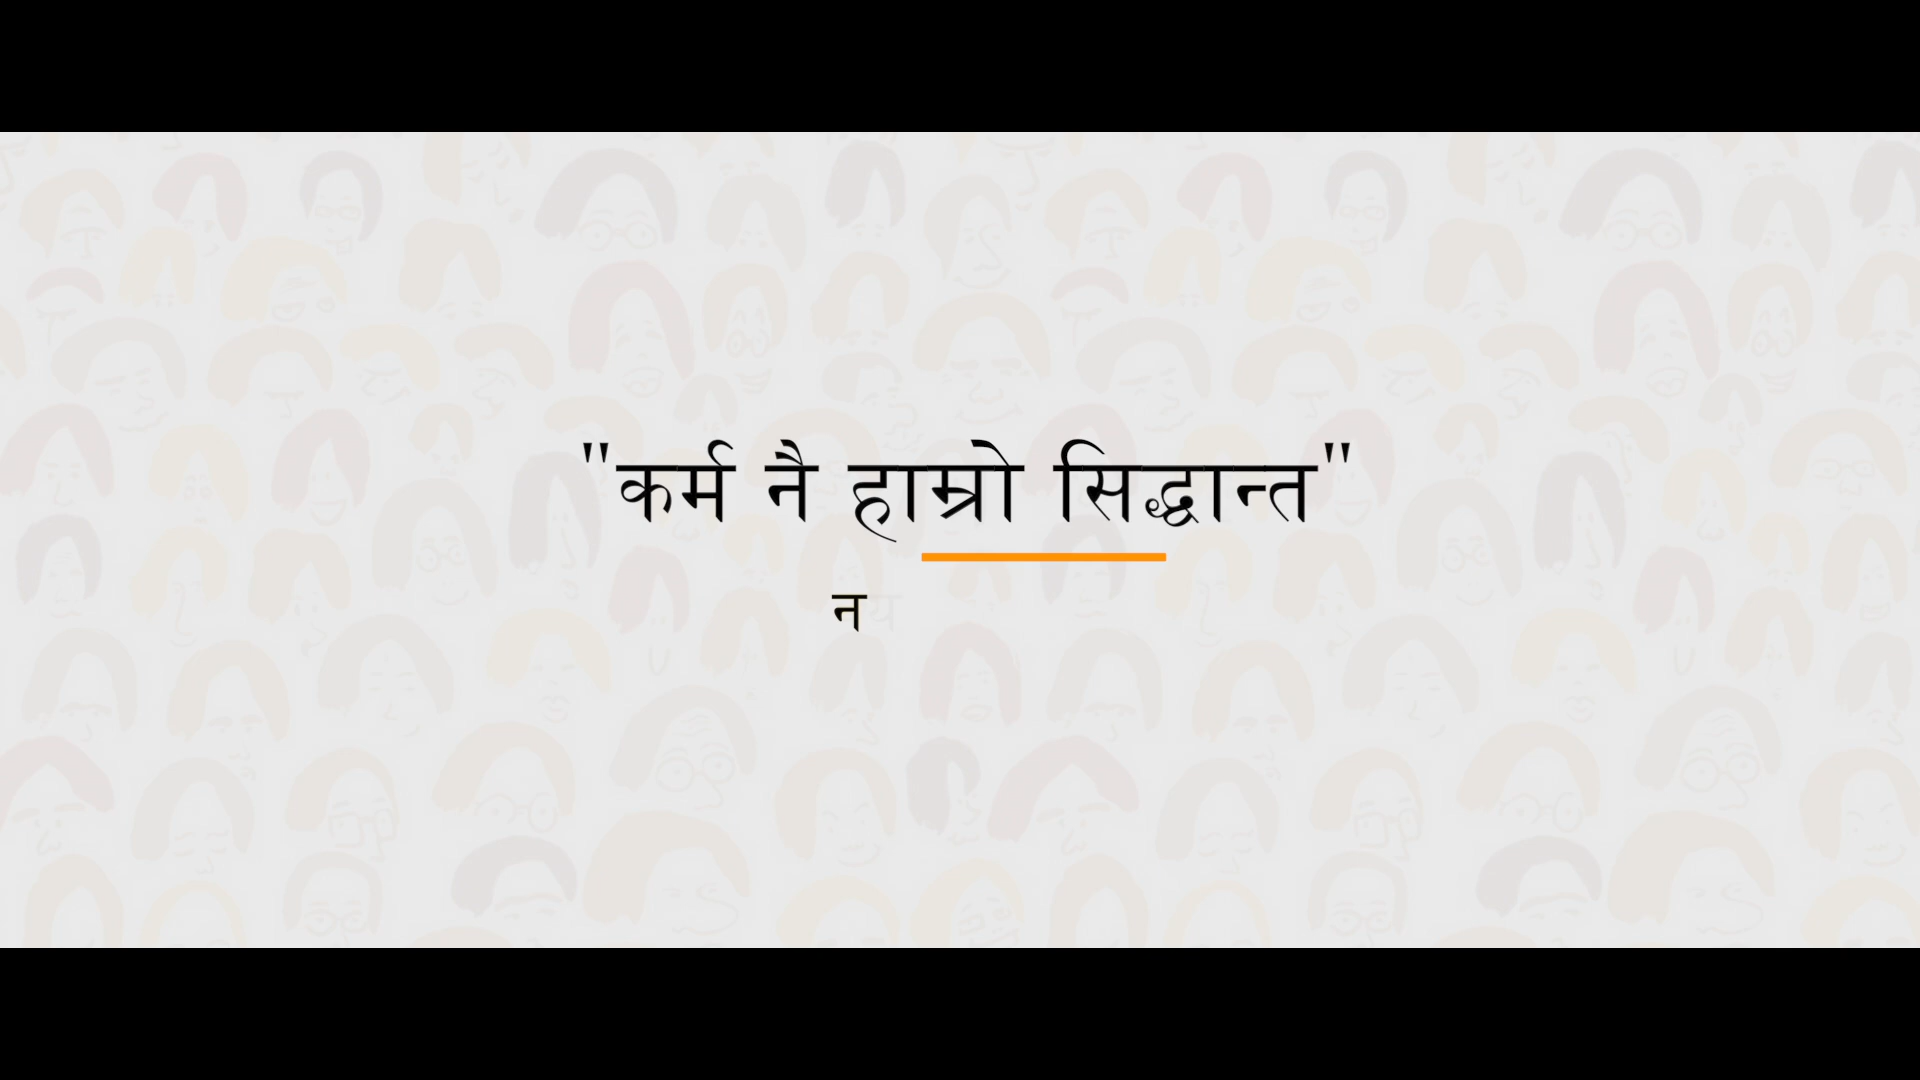 "कर्म नै हाम्रो सिद्धान्त"
न